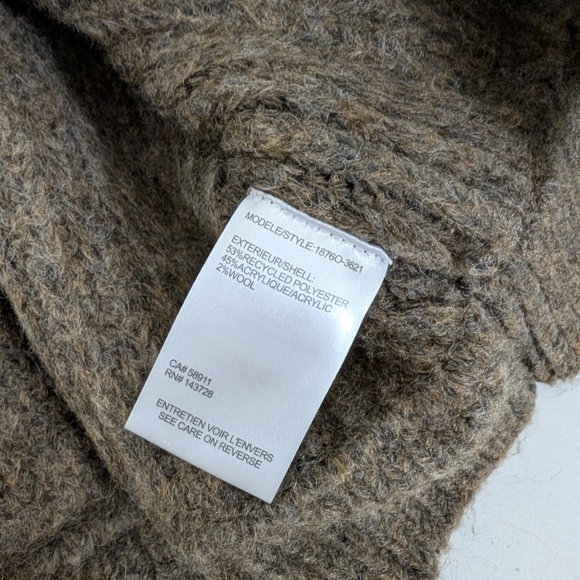 MODELE/STYLE:1876O-3621
EXTERIEUR/SHELL:
53%RECYCLED POLYESTER
45%ACRYLIQUE/ACRYLIC
2%WOOL
CA# 58911
RN# 143728
ENTRETIEN VOIR L'ENVERS
SEE CARE ON REVERSE